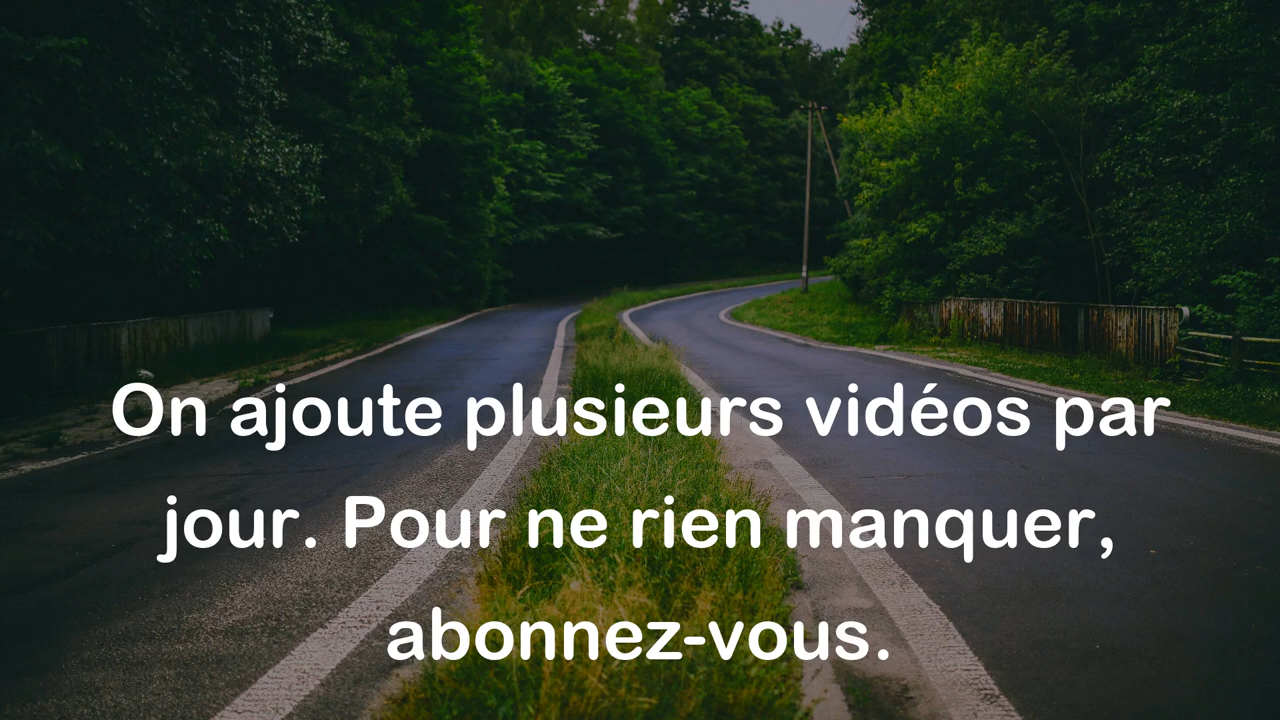 On ajoute plusieurs vidéos par
jour. Pour ne rien manquer,
abonnez-vous.